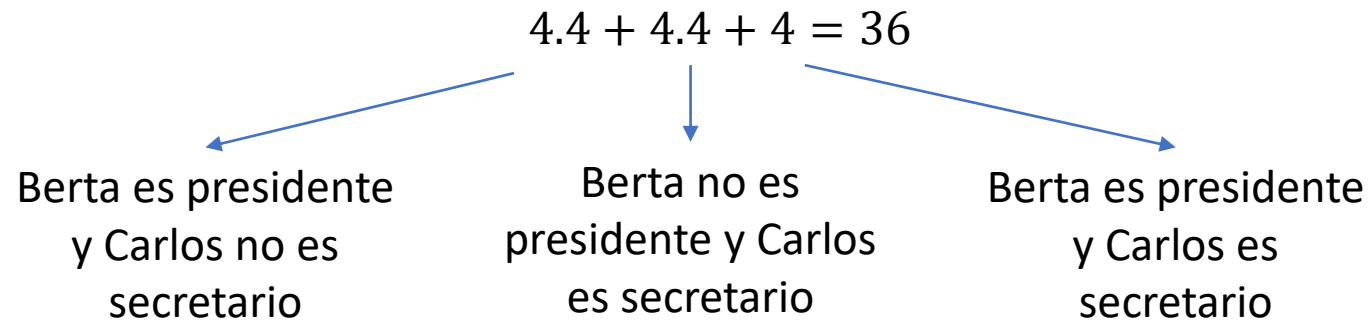 4.4 + 4.4 + 4 = 36
Berta es presidente
y Carlos no es
secretario
Berta no es
presidente y Carlos
es secretario
Berta es presidente
y Carlos es
secretario